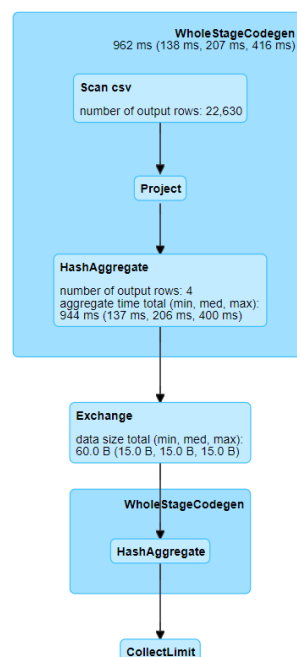 WholeStageCodegen
962 ms (138 ms, 207 ms, 416 ms)
Scan csv
number of output rows: 22,630
Project
HashAggregate
number of output rows: 4
aggregate time total (min, med, max):
944 ms (137 ms, 206 ms, 400 ms)
Exchange
data size total (min, med, max):
60.0 B (15.0 B, 15.0 B, 15.0 B)
WholeStageCodegen
HashAggregate
CollectLimit